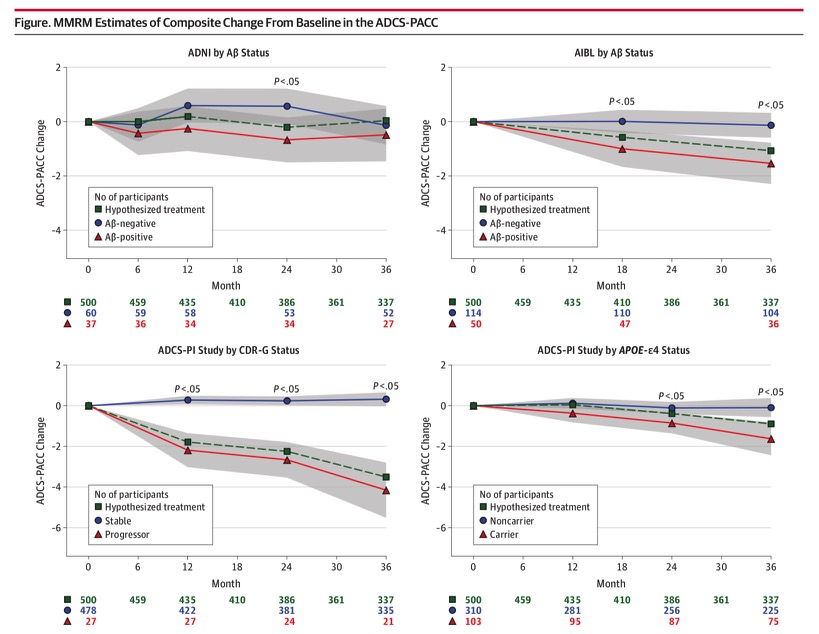 Figure. MMRM Estimates of Composite Change From Baseline in the ADCS-PACC
ADNI by Aβ Status
2
0
-2
-4
ADCS-PACC Change
P<.05
No of participants
Hypothesized treatment
Aβ-negative
Aβ-positive
0 6 12 18 24 30 36
Month
500 459 435 410 386 361 337
60 59 58 53 52
37 36 34 34 27
AIBL by Aβ Status
2
0
-2
-4
ADCS-PACC Change
P<.05
P<.05
No of participants
Hypothesized treatment
Aβ-negative
Aβ-positive
0 6 12 18 24 30 36
Month
500 459 435 410 386 361 337
114 110 104
50 47 36
ADCS-PI Study by CDR-G Status
2
0
-2
-4
-6
ADCS-PACC Change
P<.05 P<.05 P<.05
No of participants
Hypothesized treatment
Stable
Progressor
0 6 12 18 24 30 36
Month
500 459 435 410 386 361 337
478 422 381 335
27 27 24 21
ADCS-PI Study by APOE-ε4 Status
2
0
-2
-4
-6
ADCS-PACC Change
P<.05 P<.05
No of participants
Hypothesized treatment
Noncarrier
Carrier
0 6 12 18 24 30 36
Month
500 459 435 410 386 361 337
310 281 256 225
103 95 87 75